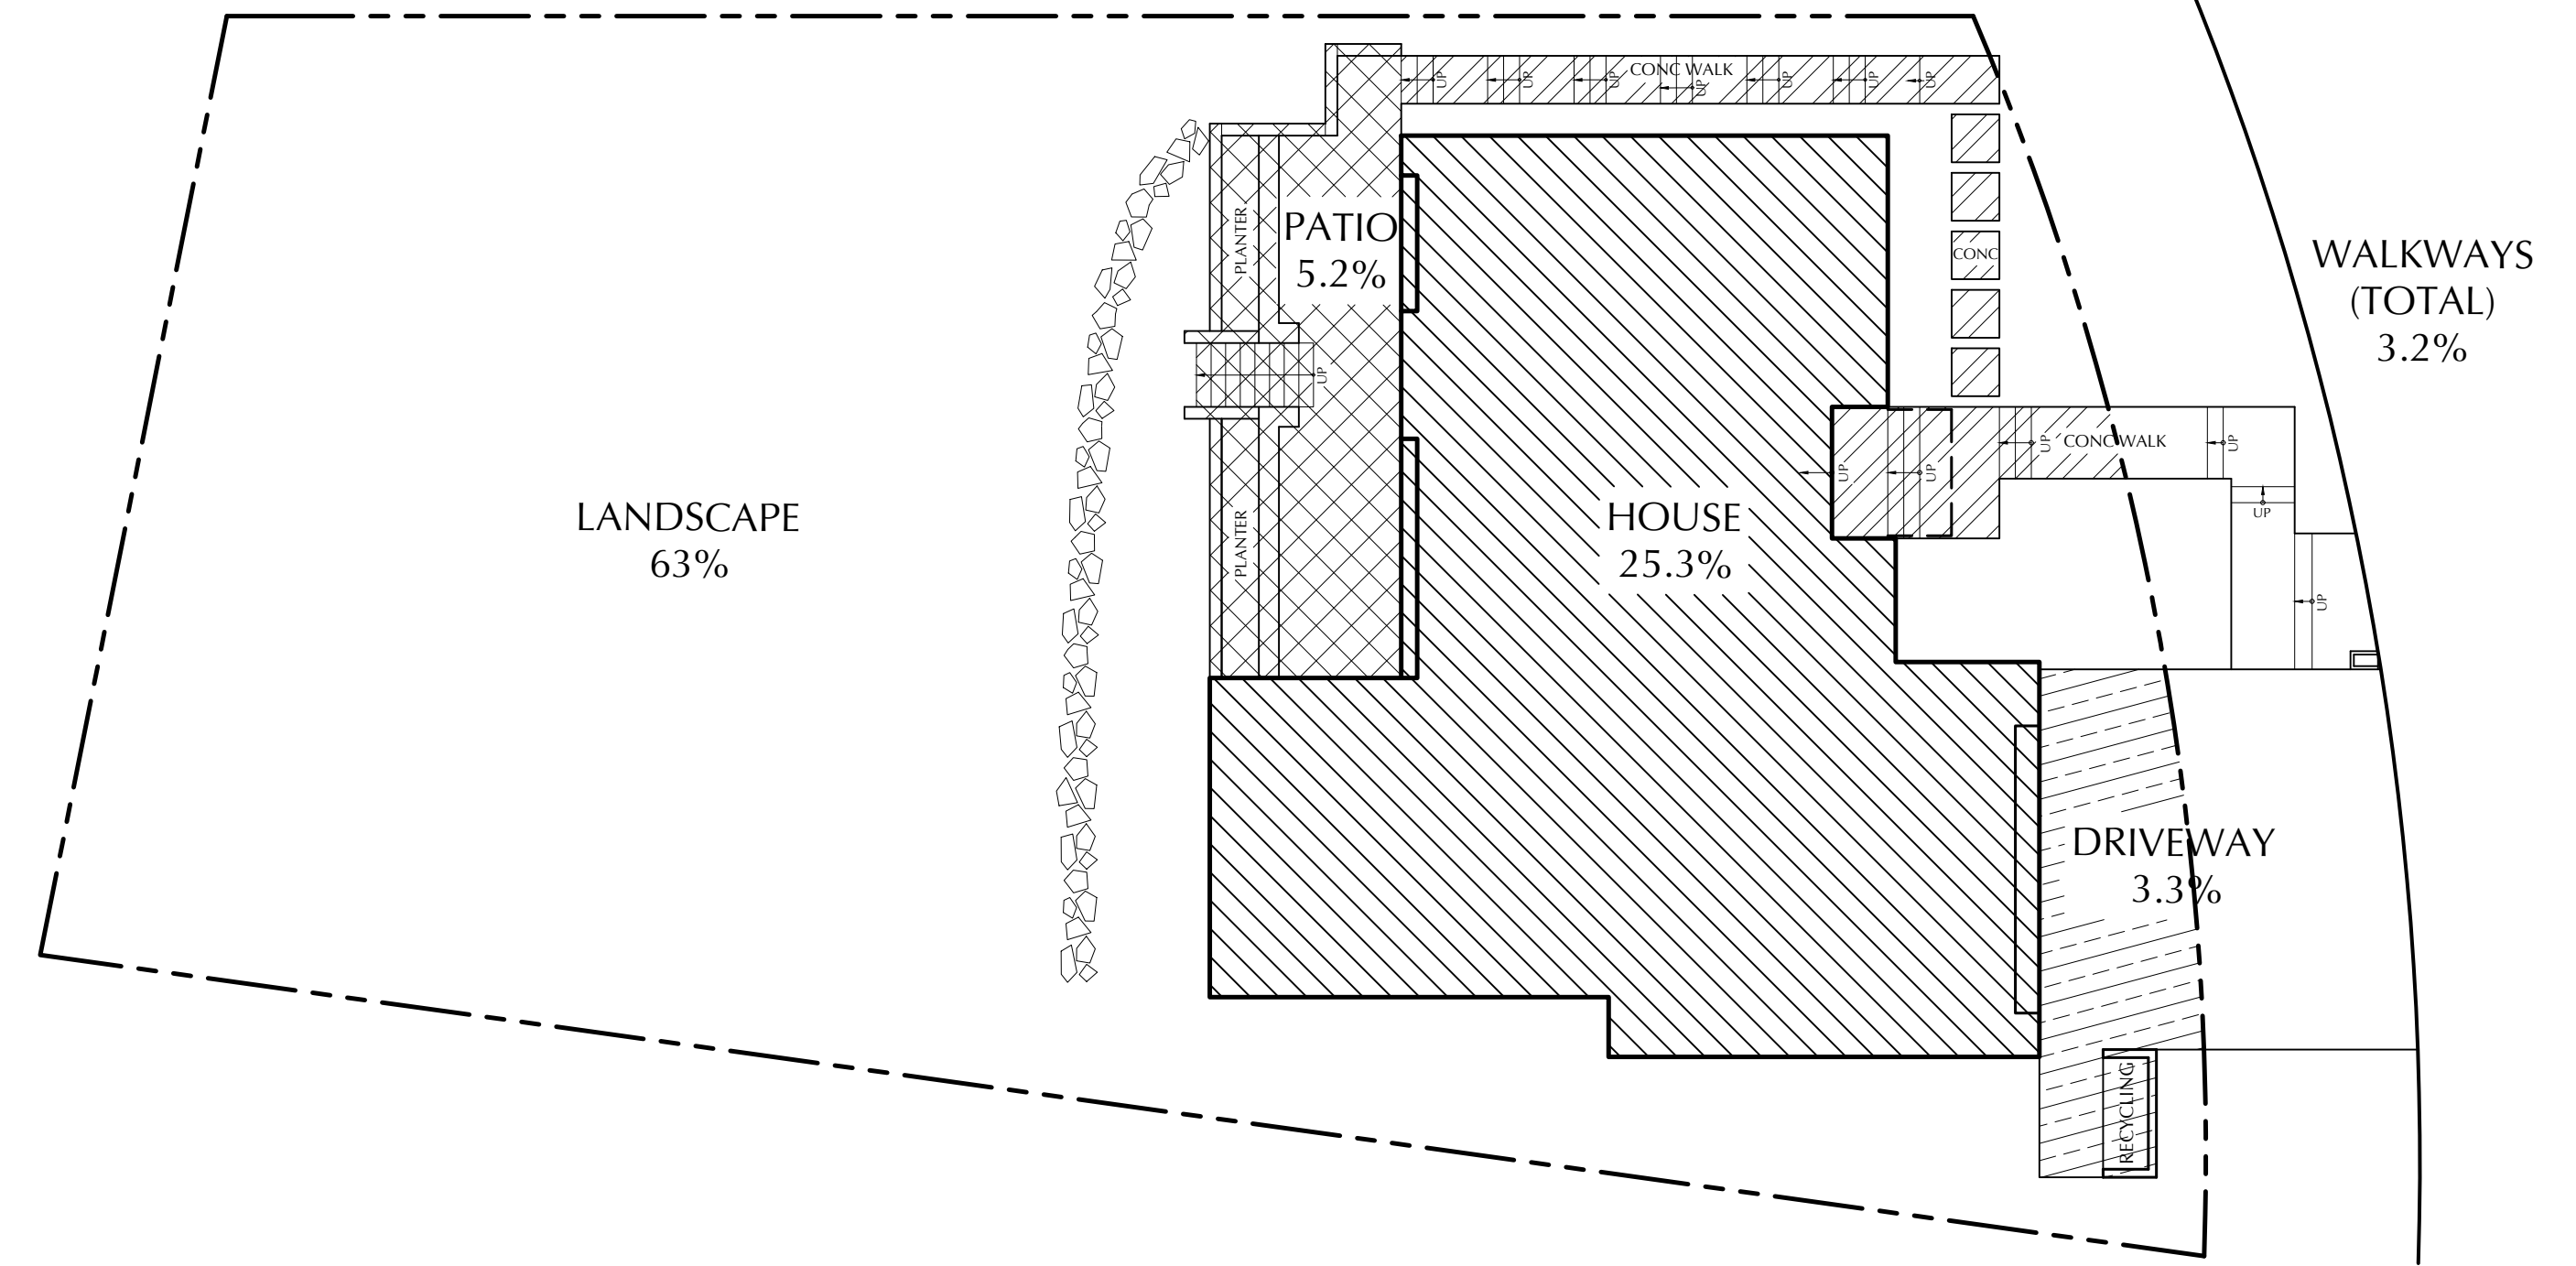 CONC WALK
UP
UP
UP
UP
UP
UP
UP
PLANTER
PATIO
5.2%
CONC
WALKWAYS
(TOTAL)
3.2%
UP
UP
UP
UP
CONC WALK
UP
UP
UP
LANDSCAPE
63%
PLANTER
HOUSE
25.3%
DRIVEWAY
3.3%
RECYCLING